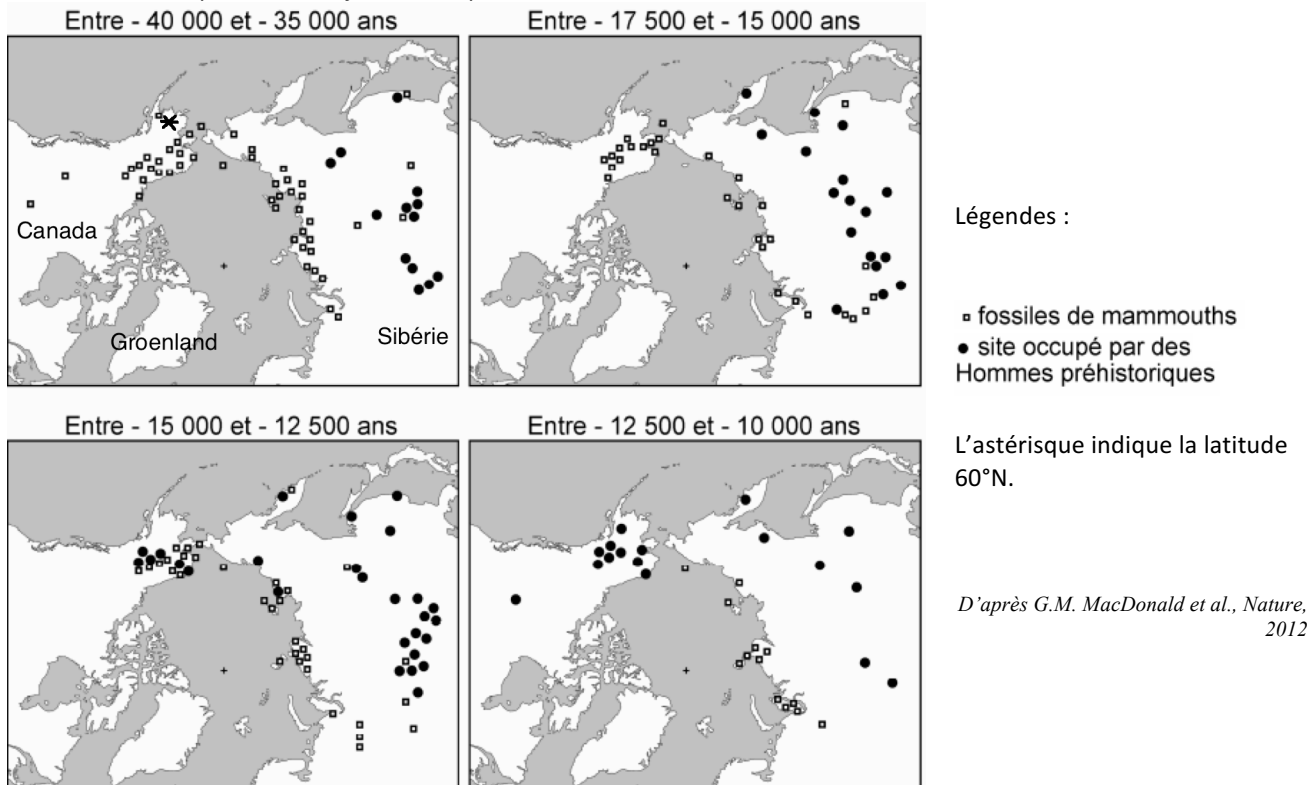 Entre - 40 000 et - 35 000 ans
Entre - 17 500 et - 15 000 ans
Canada
Groenland
Sibérie
Légendes :
fossiles de mammouths
site occupé par des
Hommes préhistoriques
Entre - 15 000 et - 12 500 ans
Entre - 12 500 et - 10 000 ans
L'astérisque indique la latitude
60°N.
D'après G.M. MacDonald et al., Nature,
2012